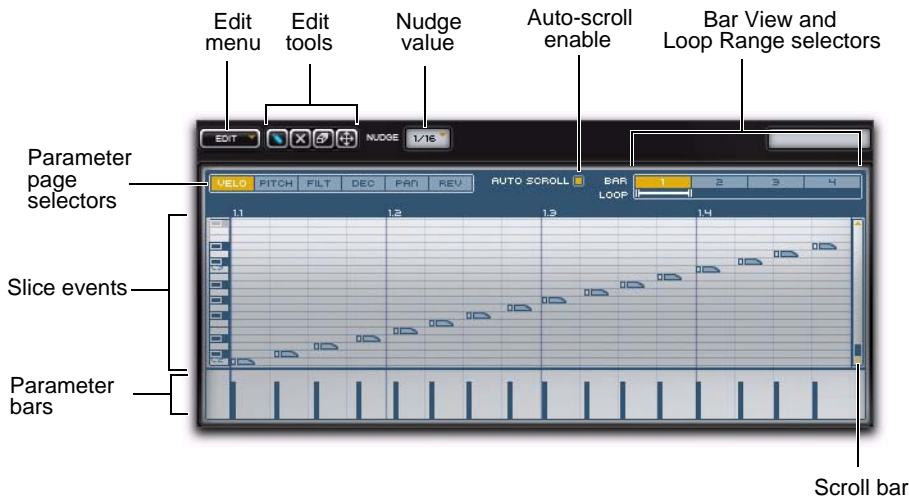 Edit
menu
Edit
tools
Nudge
value
Auto-scroll
enable
Bar View and
Loop Range selectors
EDIT
NUDGE
1/16
Parameter
page
selectors
VELO PITCH FILT DEC PAN REV
AUTO SCROLL
BAR 1 2 3 4
LOOP
1.1 1.2 1.3 1.4
C3
Slice events
C2
Parameter
bars
Scroll bar